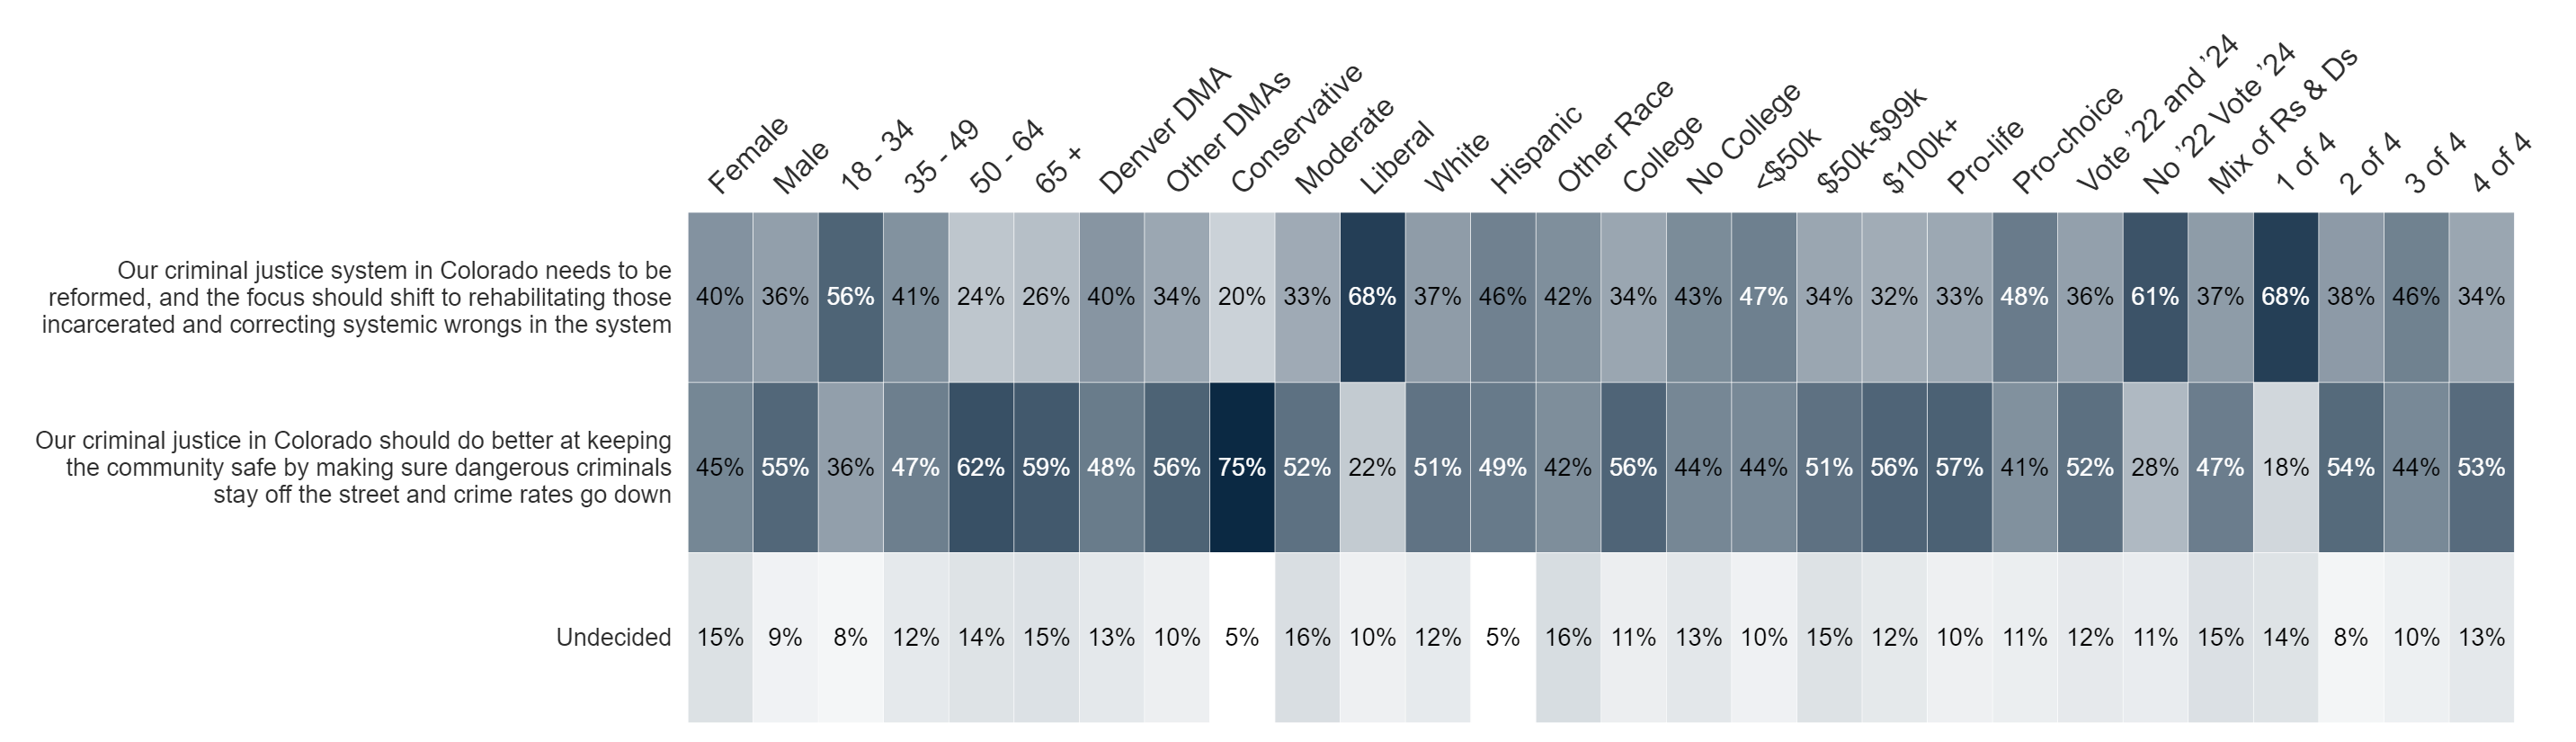 Female Male 18 - 34 35 - 49 50 - 64 65 + Denver DMA Other DMAs Conservative Moderate Liberal White Hispanic Other Race College No College <$50k $50k-$99k $100k+ Pro-life Pro-choice Vote ’22 and ’24 No ’22 Vote ’24 Mix of Rs & Ds 1 of 4 2 of 4 3 of 4 4 of 4
Our criminal justice system in Colorado needs to be
reformed, and the focus should shift to rehabilitating those
incarcerated and correcting systemic wrongs in the system
40% 36% 56% 41% 24% 26% 40% 34% 20% 33% 68% 37% 46% 42% 34% 43% 47% 34% 32% 33% 48% 36% 61% 37% 68% 38% 46% 34%
Our criminal justice in Colorado should do better at keeping
the community safe by making sure dangerous criminals
stay off the street and crime rates go down
45% 55% 36% 47% 62% 59% 48% 56% 75% 52% 22% 51% 49% 42% 56% 44% 44% 51% 56% 57% 41% 52% 28% 47% 18% 54% 44% 53%
Undecided 15% 9% 8% 12% 14% 15% 13% 10% 5% 16% 10% 12% 5% 16% 11% 13% 10% 15% 12% 10% 11% 12% 11% 15% 14% 8% 10% 13%